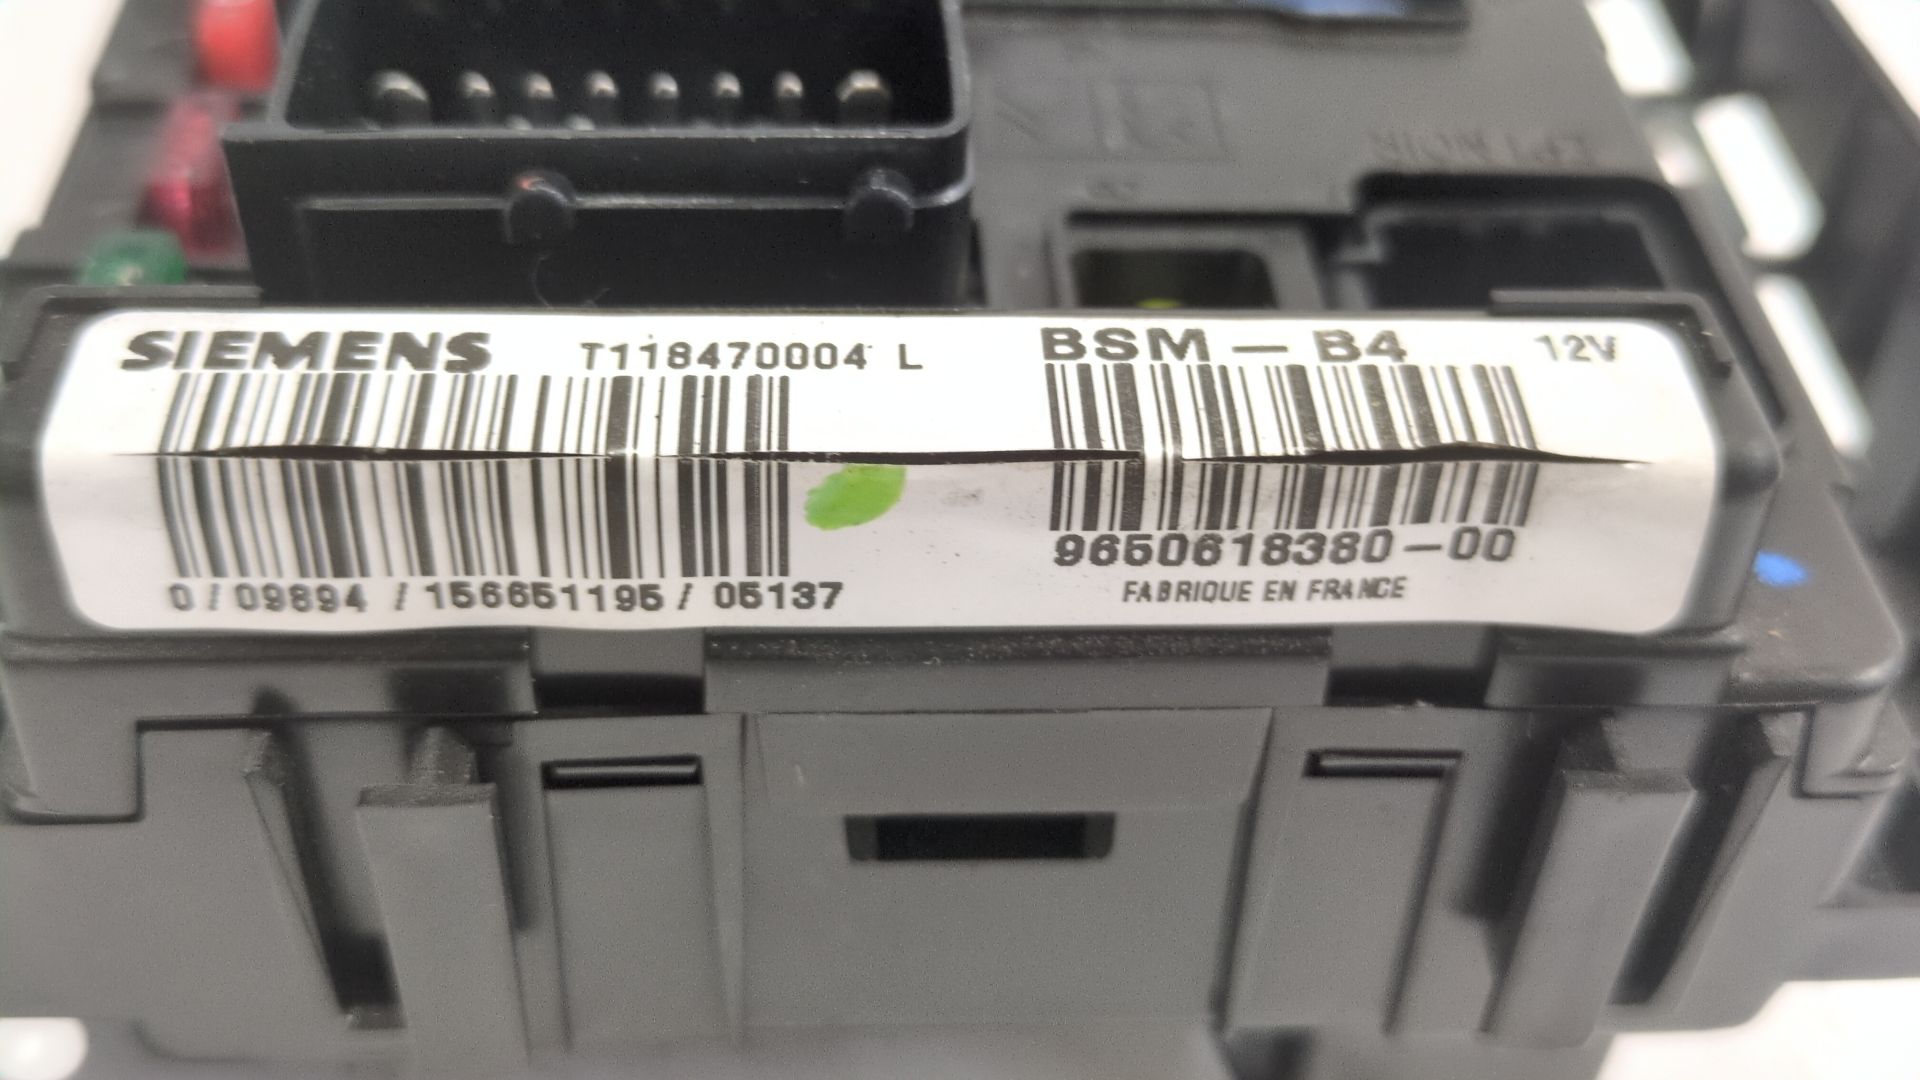 SIEMENS T118470004 L BSM-B4 12V
0/09894/156651195/05137
9650618380-00
FABRIQUE EN FRANCE